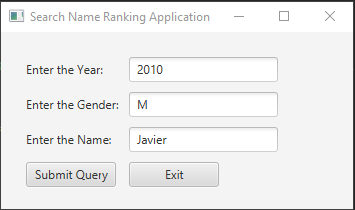 Search Name Ranking Application
Enter the Year: 2010
Enter the Gender: M
Enter the Name: Javier
Submit Query Exit